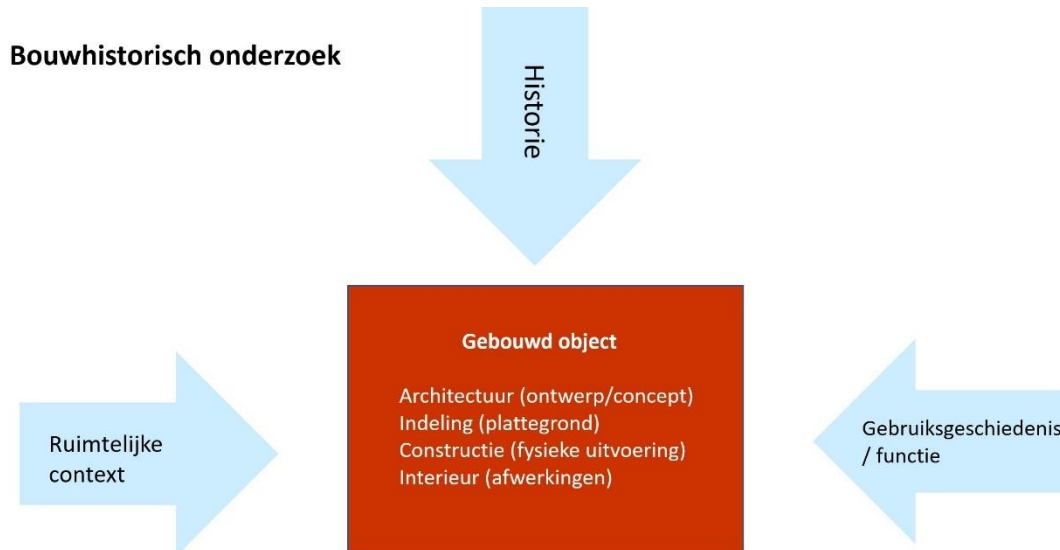 Bouwhistorisch onderzoek
Historie
Gebouwd object
Architectuur (ontwerp/concept)
Indeling (plattegrond)
Constructie (fysieke uitvoering)
Interieur (afwerkingen)
Ruimtelijke
context
Gebruiksgeschiedenis
/ functie